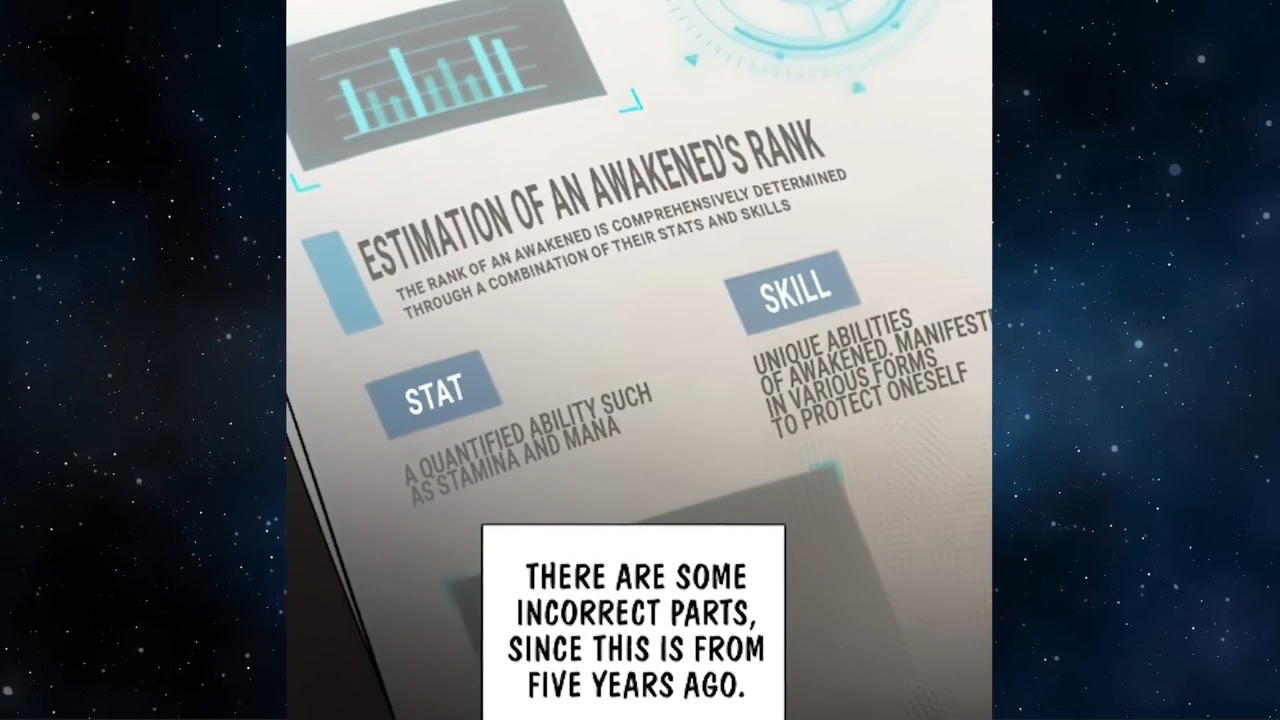 ESTIMATION OF AN AWAKENED'S RANK
THE RANK OF AN AWAKENED IS COMPREHENSIVELY DETERMINED
THROUGH A COMBINATION OF THEIR STATS AND SKILLS
STAT
A QUANTIFIED ABILITY SUCH
AS STAMINA AND MANA
SKILL
UNIQUE ABILITIES
OF AWAKENED. MANIFEST
IN VARIOUS FORMS
TO PROTECT ONESELF
THERE ARE SOME
INCORRECT PARTS,
SINCE THIS IS FROM
FIVE YEARS AGO.